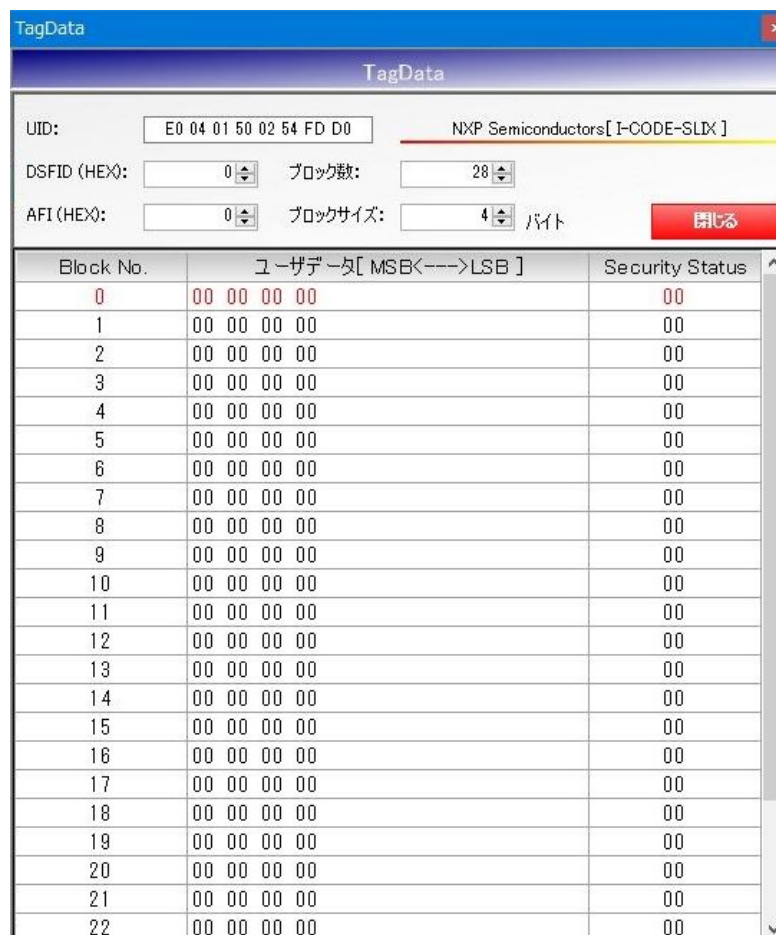 TagData
TagData
UID: E0 04 01 50 02 54 FD D0 NXP Semiconductors[ I-CODE-SLIX ]
DSFID (HEX): 0 ブロック数: 28
AFI (HEX): 0 ブロックサイズ: 4 バイト 閉じる
Block No. ユーザデータ[ MSB<--->LSB ] Security Status
0 00 00 00 00 00
1 00 00 00 00 00
2 00 00 00 00 00
3 00 00 00 00 00
4 00 00 00 00 00
5 00 00 00 00 00
6 00 00 00 00 00
7 00 00 00 00 00
8 00 00 00 00 00
9 00 00 00 00 00
10 00 00 00 00 00
11 00 00 00 00 00
12 00 00 00 00 00
13 00 00 00 00 00
14 00 00 00 00 00
15 00 00 00 00 00
16 00 00 00 00 00
17 00 00 00 00 00
18 00 00 00 00 00
19 00 00 00 00 00
20 00 00 00 00 00
21 00 00 00 00 00
22 00 00 00 00 00